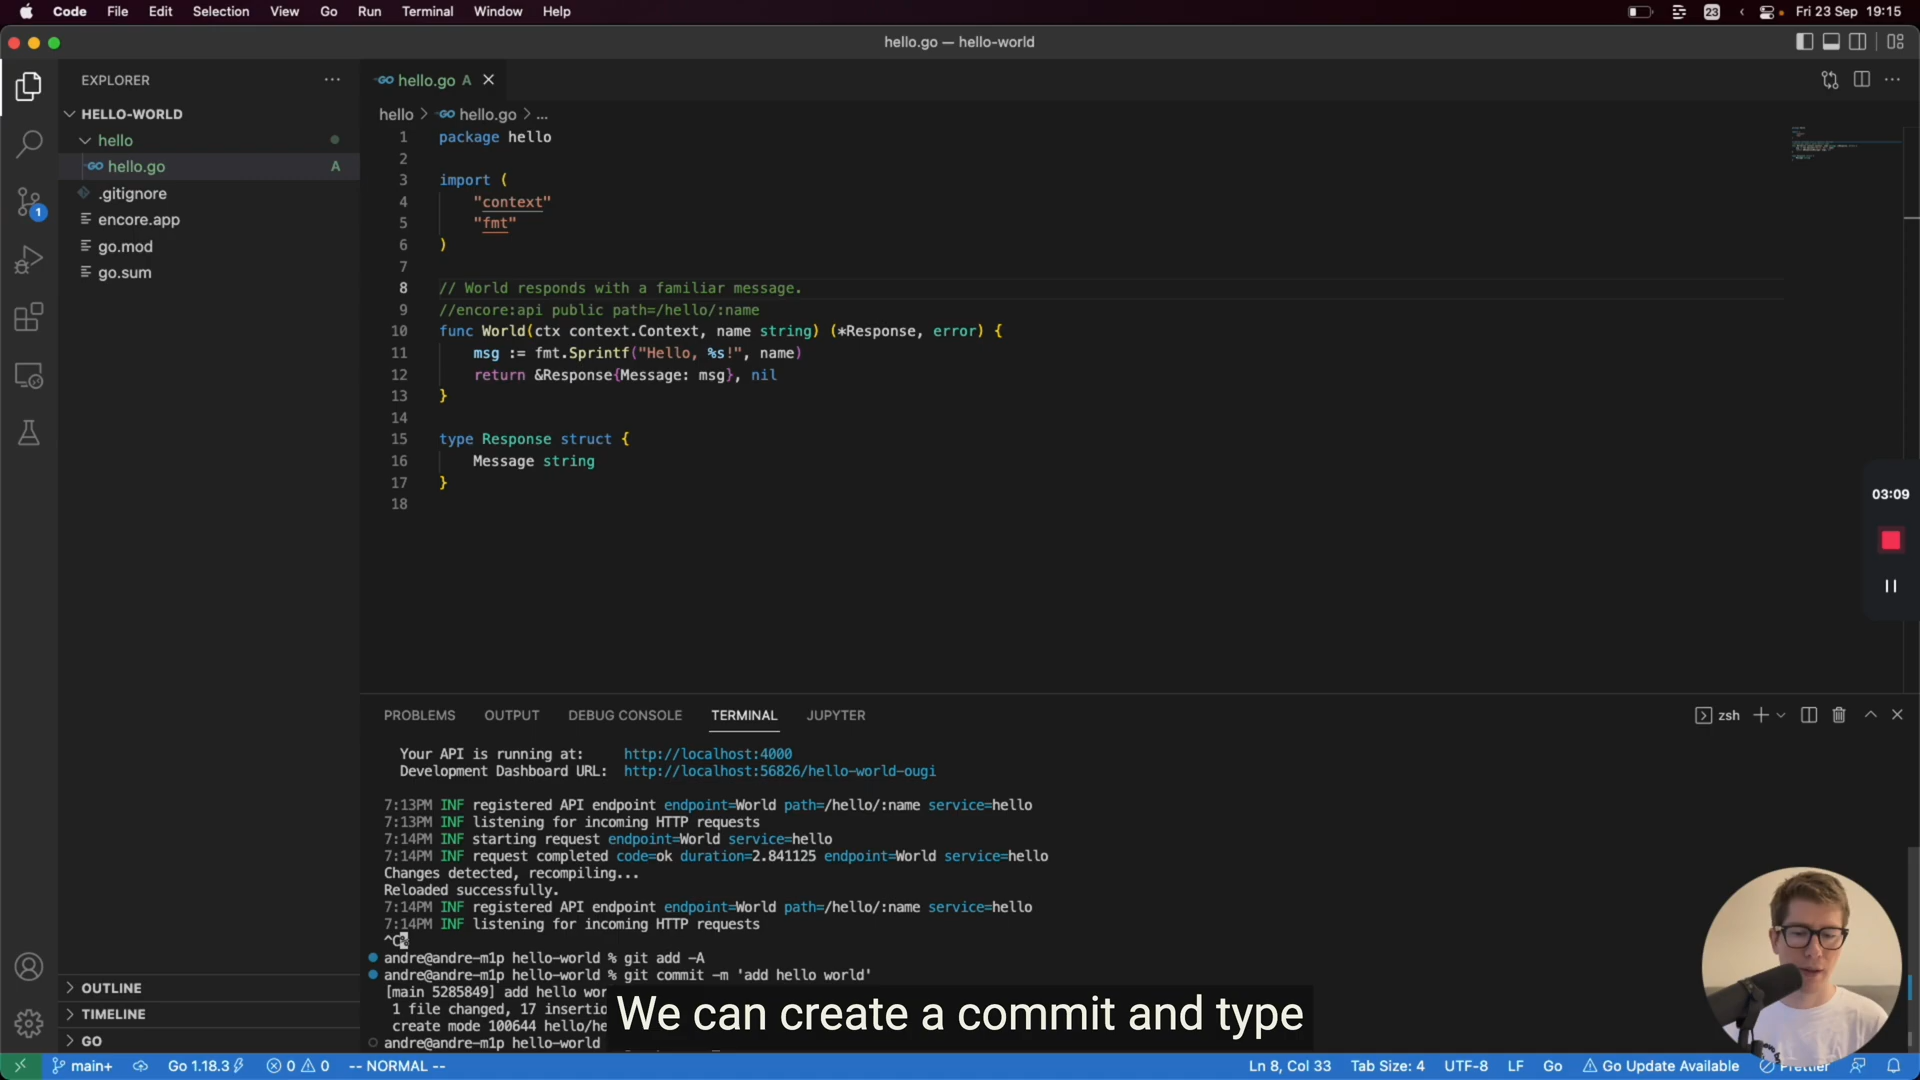 Code File Edit Selection View Go Run Terminal Window Help
23 Fri 23 Sep 19:15
hello.go — hello-world
EXPLORER
HELLO-WORLD
hello
GO hello.go A
.gitignore
encore.app
go.mod
go.sum
1
OUTLINE
TIMELINE
GO
GO hello.go A
hello > GO hello.go > ...
1 package hello
2
3 import (
4 "context"
5 "fmt"
6 )
7
8 // World responds with a familiar message.
9 //encore:api public path=/hello/:name
10 func World(ctx context.Context, name string) (*Response, error) {
11 msg := fmt.Sprintf("Hello, %s!", name)
12 return &Response{Message: msg}, nil
13 }
14
15 type Response struct {
16 Message string
17 }
18
03:09
PROBLEMS OUTPUT DEBUG CONSOLE TERMINAL JUPYTER
zsh
Your API is running at: http://localhost:4000
Development Dashboard URL: http://localhost:56826/hello-world-ougi
7:13PM INF registered API endpoint endpoint=World path=/hello/:name service=hello
7:13PM INF listening for incoming HTTP requests
7:14PM INF starting request endpoint=World service=hello
7:14PM INF request completed code=ok duration=2.841125 endpoint=World service=hello
Changes detected, recompiling...
Reloaded successfully.
7:14PM INF registered API endpoint endpoint=World path=/hello/:name service=hello
7:14PM INF listening for incoming HTTP requests
^C%
andre@andre-m1p hello-world % git add -A
andre@andre-m1p hello-world % git commit -m 'add hello world'
[main 5285849] add hello wor
1 file changed, 17 insertio
create mode 100644 hello/he
andre@andre-m1p hello-world
We can create a commit and type
main+ Go 1.18.3 0 0 -- NORMAL --
Ln 8, Col 33 Tab Size: 4 UTF-8 LF Go Go Update Available Prettier